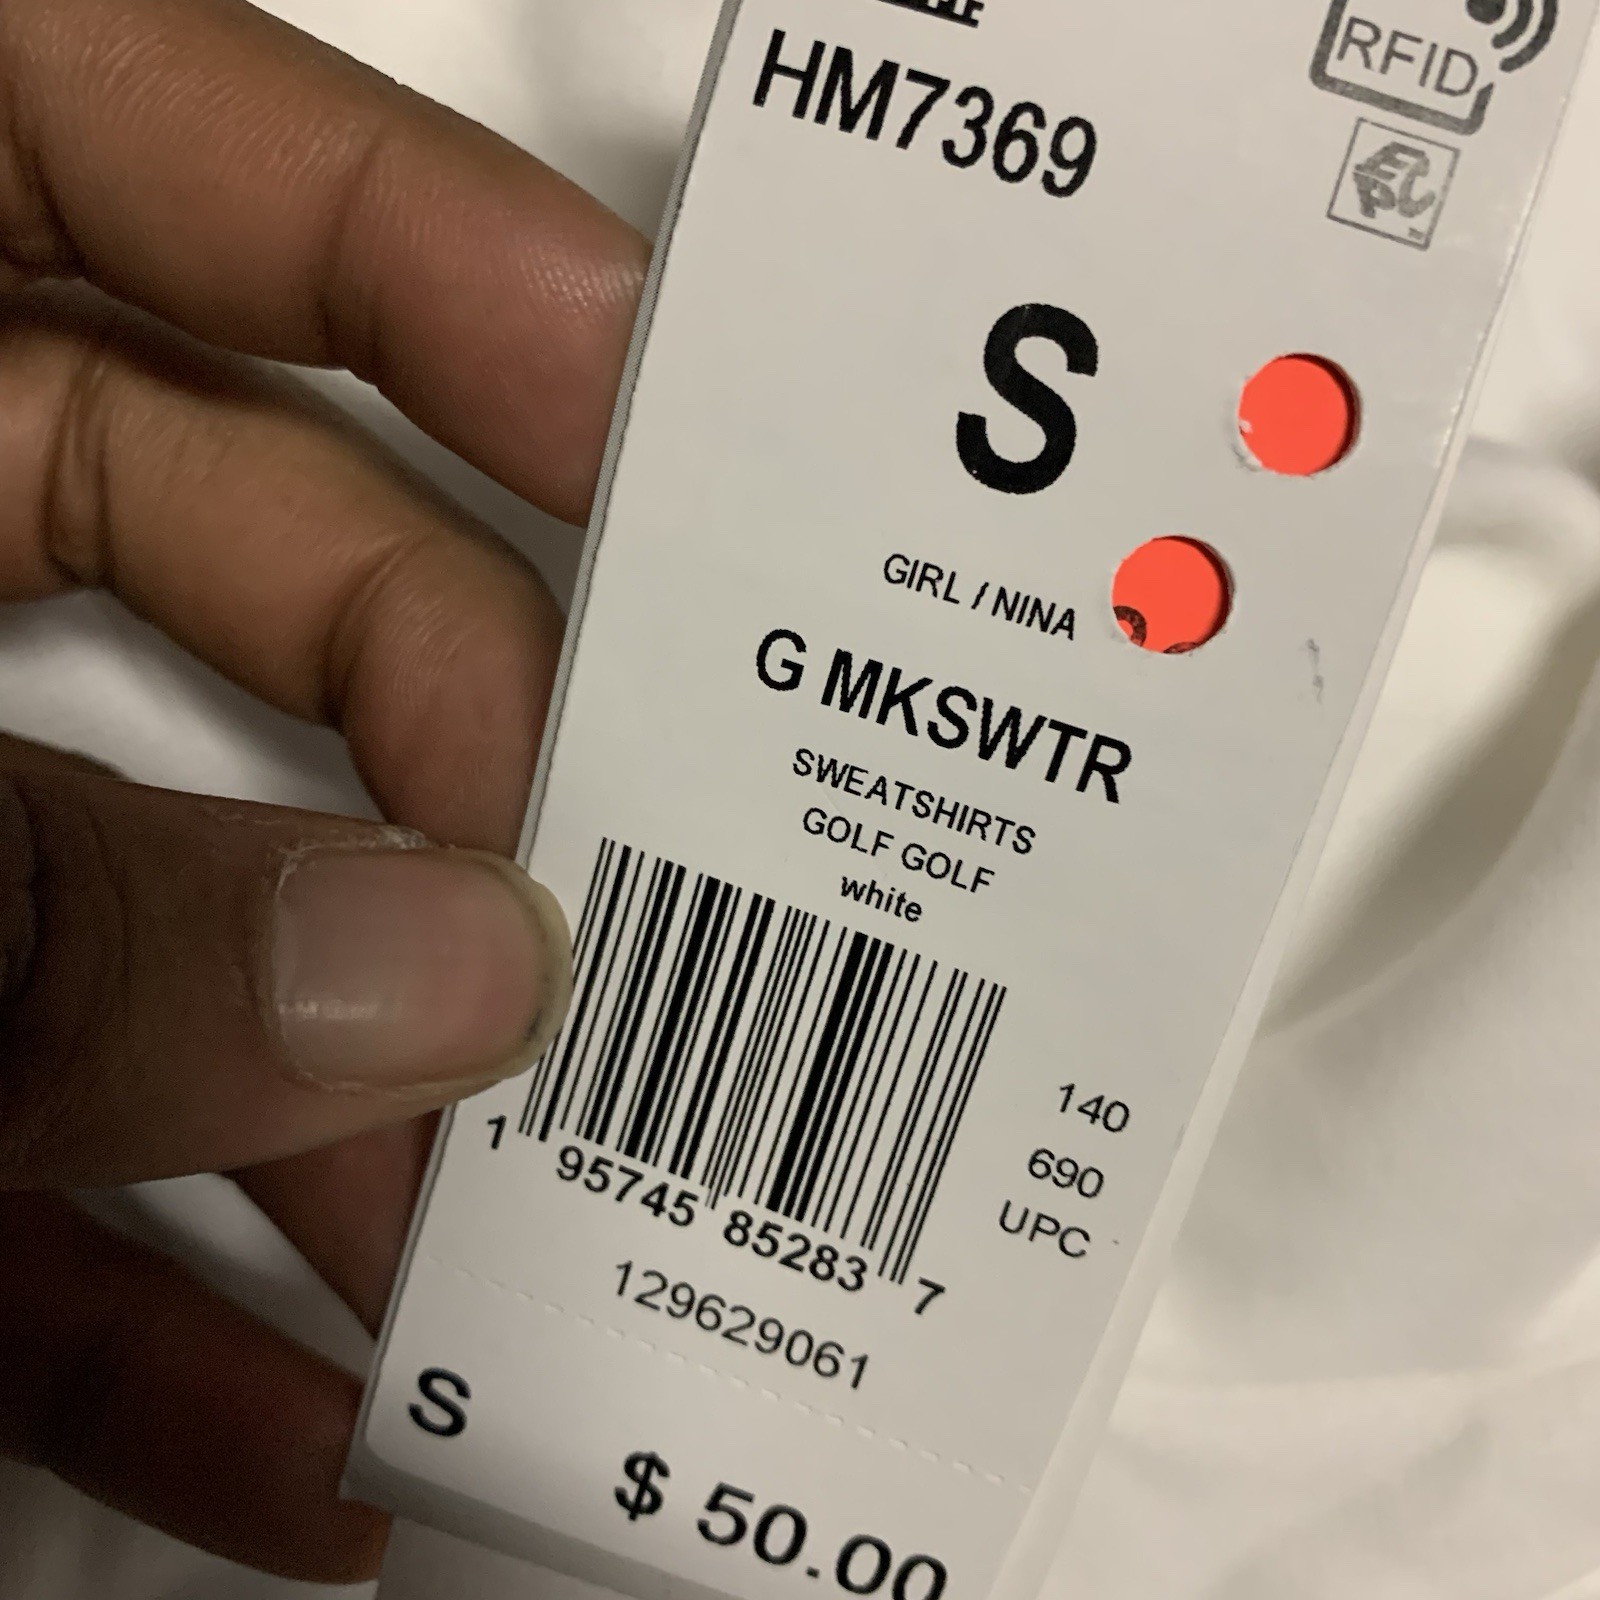 HM7369
RFID
EPC
S
GIRL / NINA
G MKSWTR
SWEATSHIRTS
GOLF GOLF
white
140
690
UPC
1 95745 85283 7
129629061
S
$ 50.00